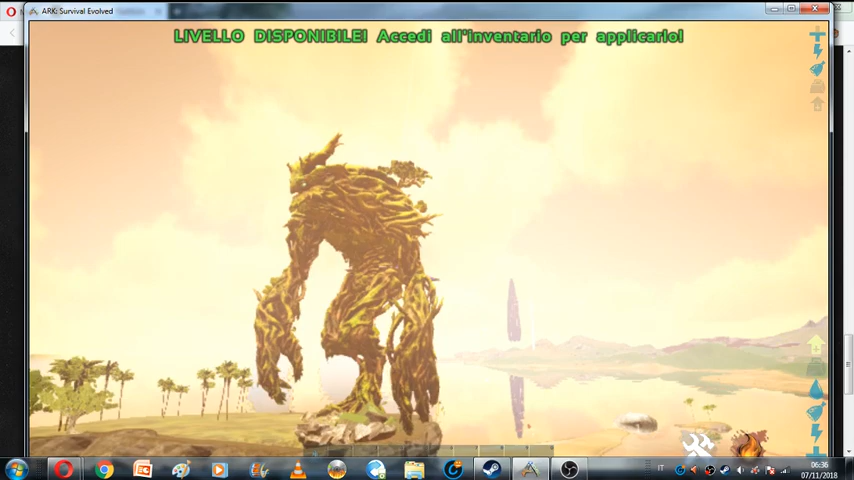 ARK: Survival Evolved
LIVELLO DISPONIBILE! Accedi all'inventario per applicarlo!
IT
06:36
07/11/2018